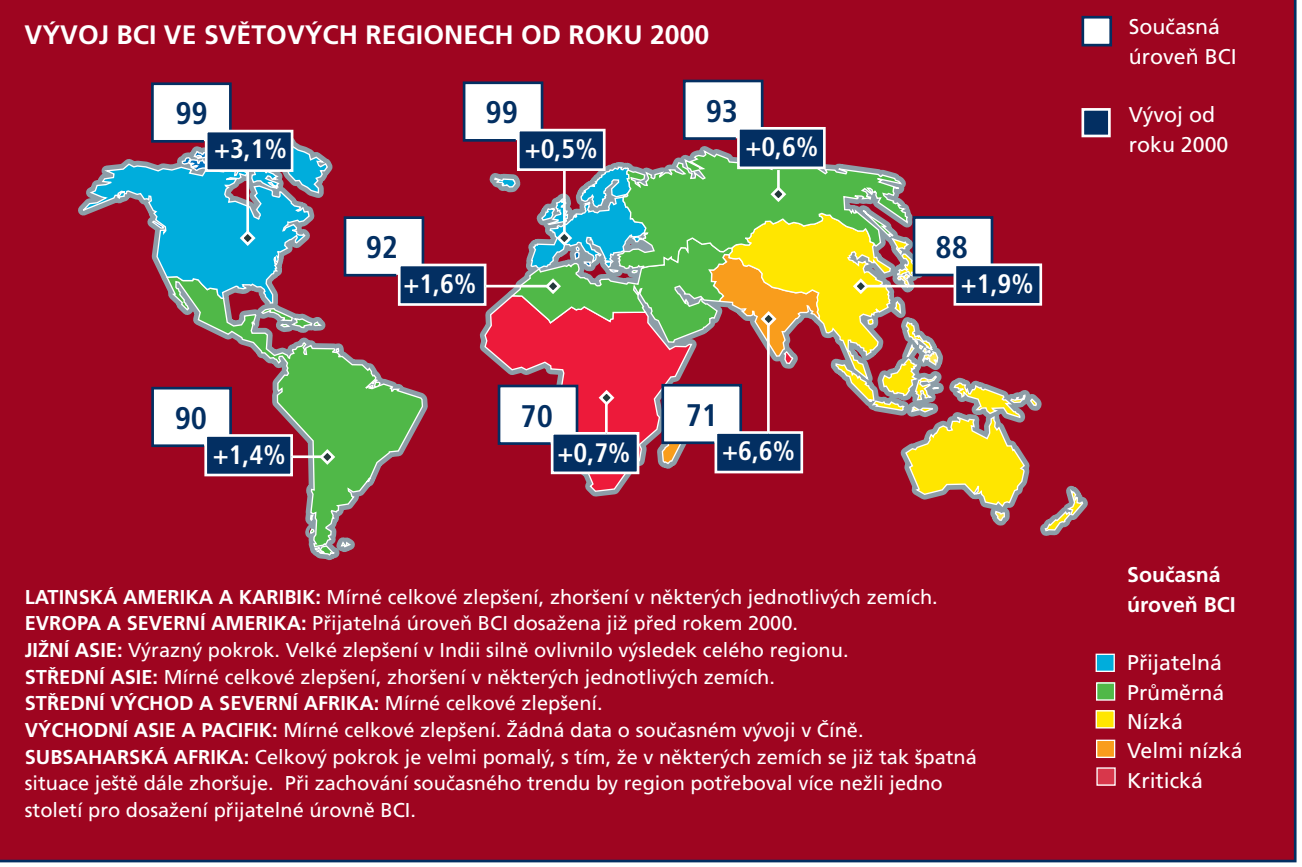 VÝVOJ BCI VE SVĚTOVÝCH REGIONECH OD ROKU 2000
Současná
úroveň BCI
Vývoj od
roku 2000
99
+3,1%
99
+0,5%
93
+0,6%
92
+1,6%
88
+1,9%
90
+1,4%
70
+0,7%
71
+6,6%
LATINSKÁ AMERIKA A KARIBIK: Mírné celkové zlepšení, zhoršení v některých jednotlivých zemích.
EVROPA A SEVERNÍ AMERIKA: Přijatelná úroveň BCI dosažena již před rokem 2000.
JIŽNÍ ASIE: Výrazný pokrok. Velké zlepšení v Indii silně ovlivnilo výsledek celého regionu.
STŘEDNÍ ASIE: Mírné celkové zlepšení, zhoršení v některých jednotlivých zemích.
STŘEDNÍ VÝCHOD A SEVERNÍ AFRIKA: Mírné celkové zlepšení.
VÝCHODNÍ ASIE A PACIFIK: Mírné celkové zlepšení. Žádná data o současném vývoji v Číně.
SUBSAHARSKÁ AFRIKA: Celkový pokrok je velmi pomalý, s tím, že v některých zemích se již tak špatná
situace ještě dále zhoršuje. Při zachování současného trendu by region potřeboval více nežli jedno
století pro dosažení přijatelné úrovně BCI.
Současná
úroveň BCI
Přijatelná
Průměrná
Nízká
Velmi nízká
Kritická